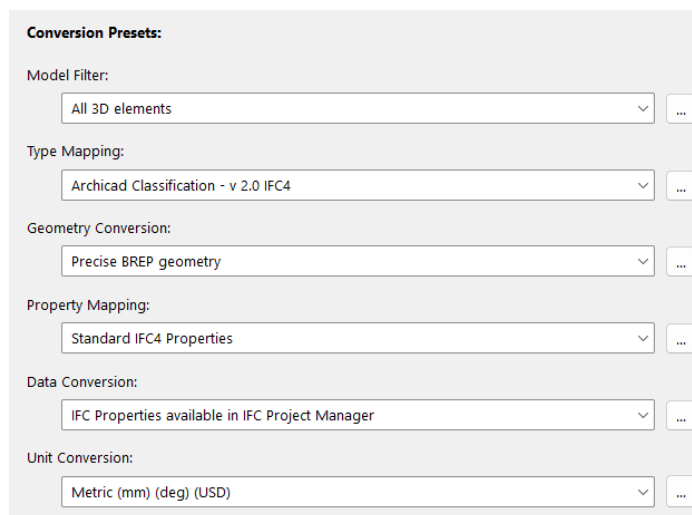 Conversion Presets:
Model Filter:
All 3D elements
...
Type Mapping:
Archicad Classification - v 2.0 IFC4
...
Geometry Conversion:
Precise BREP geometry
...
Property Mapping:
Standard IFC4 Properties
...
Data Conversion:
IFC Properties available in IFC Project Manager
...
Unit Conversion:
Metric (mm) (deg) (USD)
...